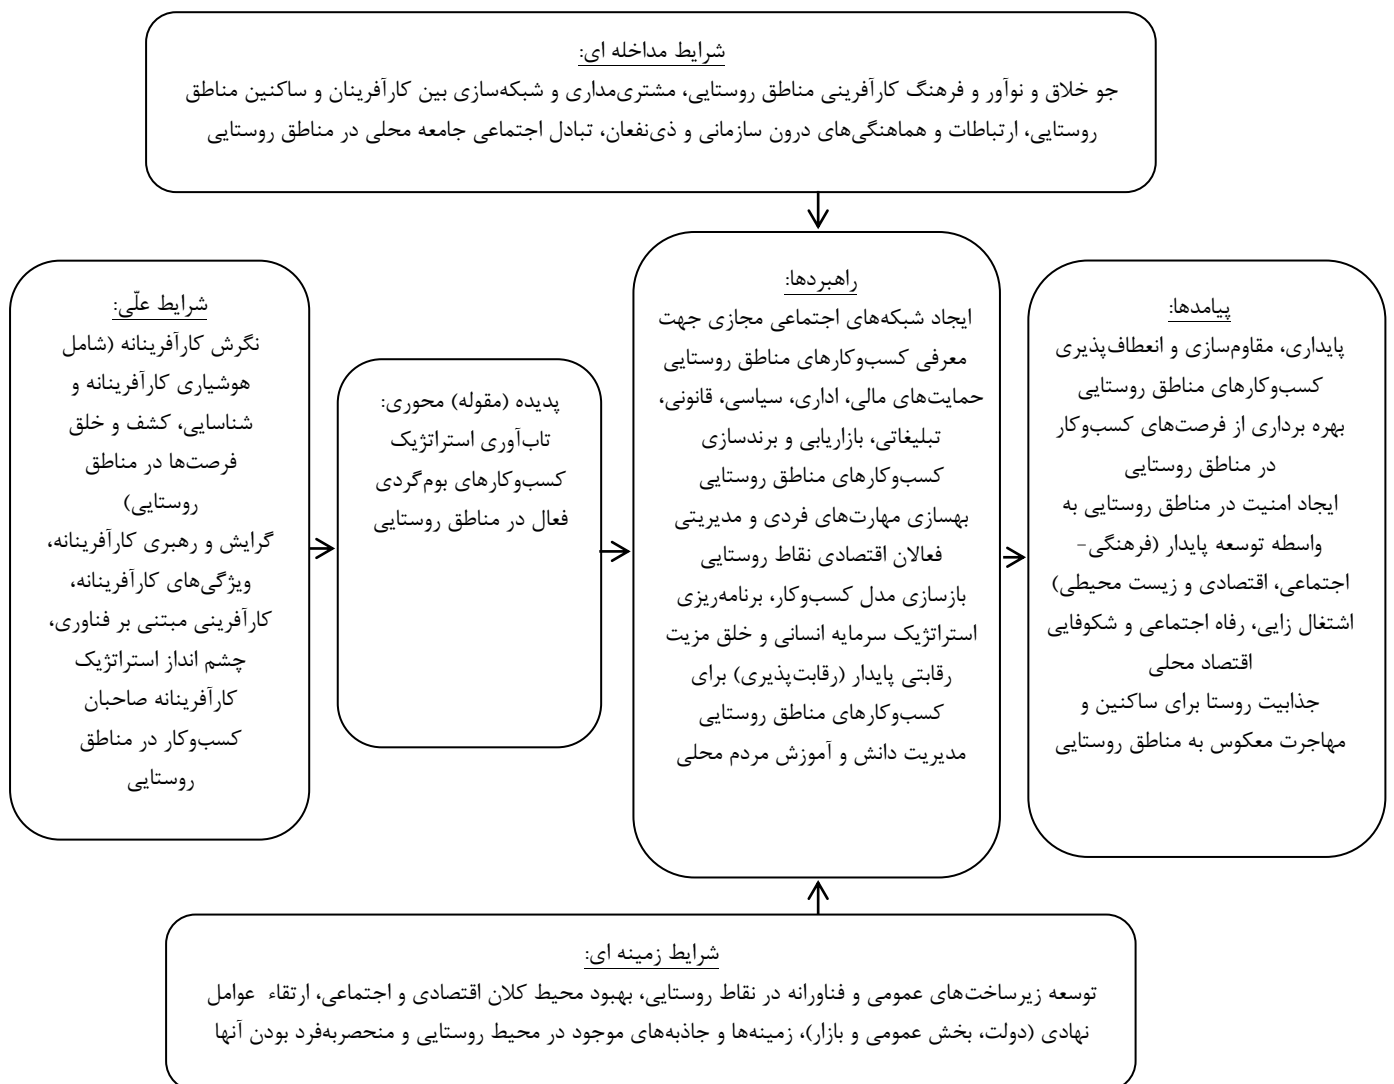 شرایط مداخله ای:
جو خلاق و نوآور و فرهنگ کارآفرینی مناطق روستایی، مشتری‌مداری و شبکه‌سازی بین کارآفرینان و ساکنین مناطق
روستایی، ارتباطات و هماهنگی‌های درون سازمانی و ذی‌نفعان، تبادل اجتماعی جامعه محلی در مناطق روستایی
شرایط علّی:
نگرش کارآفرینانه (شامل
هوشیاری کارآفرینانه و
شناسایی، کشف و خلق
فرصت‌ها در مناطق
روستایی)
گرایش و رهبری کارآفرینانه،
ویژگی‌های کارآفرینانه،
کارآفرینی مبتنی بر فناوری،
چشم انداز استراتژیک
کارآفرینانه صاحبان
کسب‌وکار در مناطق
روستایی
پدیده (مقوله) محوری:
تاب‌آوری استراتژیک
کسب‌وکارهای بوم‌گردی
فعال در مناطق روستایی
راهبردها:
ایجاد شبکه‌های اجتماعی مجازی جهت
معرفی کسب‌وکارهای مناطق روستایی
حمایت‌های مالی، اداری، سیاسی، قانونی،
تبلیغاتی، بازاریابی و برندسازی
کسب‌وکارهای مناطق روستایی
بهسازی مهارت‌های فردی و مدیریتی
فعالان اقتصادی نقاط روستایی
بازسازی مدل کسب‌وکار، برنامه‌ریزی
استراتژیک سرمایه انسانی و خلق مزیت
رقابتی پایدار (رقابت‌پذیری) برای
کسب‌وکارهای مناطق روستایی
مدیریت دانش و آموزش مردم محلی
پیامدها:
پایداری، مقاوم‌سازی و انعطاف‌پذیری
کسب‌وکارهای مناطق روستایی
بهره برداری از فرصت‌های کسب‌وکار
در مناطق روستایی
ایجاد امنیت در مناطق روستایی به
واسطه توسعه پایدار (فرهنگی-
اجتماعی، اقتصادی و زیست محیطی)
اشتغال زایی، رفاه اجتماعی و شکوفایی
اقتصاد محلی
جذابیت روستا برای ساکنین و
مهاجرت معکوس به مناطق روستایی
شرایط زمینه ای:
توسعه زیرساخت‌های عمومی و فناورانه در نقاط روستایی، بهبود محیط کلان اقتصادی و اجتماعی، ارتقاء عوامل
نهادی (دولت، بخش عمومی و بازار)، زمینه‌ها و جاذبه‌های موجود در محیط روستایی و منحصربه‌فرد بودن آنها